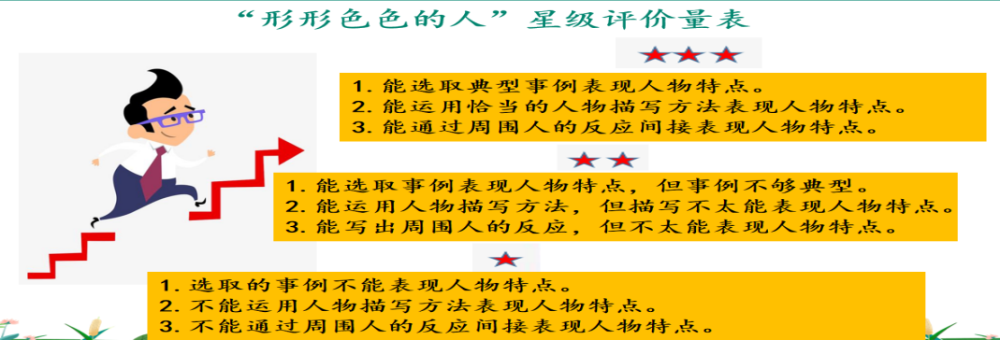 “形形色色的人”星级评价量表
1. 能选取典型事例表现人物特点。
2. 能运用恰当的人物描写方法表现人物特点。
3. 能通过周围人的反应间接表现人物特点。
1. 能选取事例表现人物特点，但事例不够典型。
2. 能运用人物描写方法，但描写不太能表现人物特点。
3. 能写出周围人的反应，但不太能表现人物特点。
1. 选取的事例不能表现人物特点。
2. 不能运用人物描写方法表现人物特点。
3. 不能通过周围人的反应间接表现人物特点。